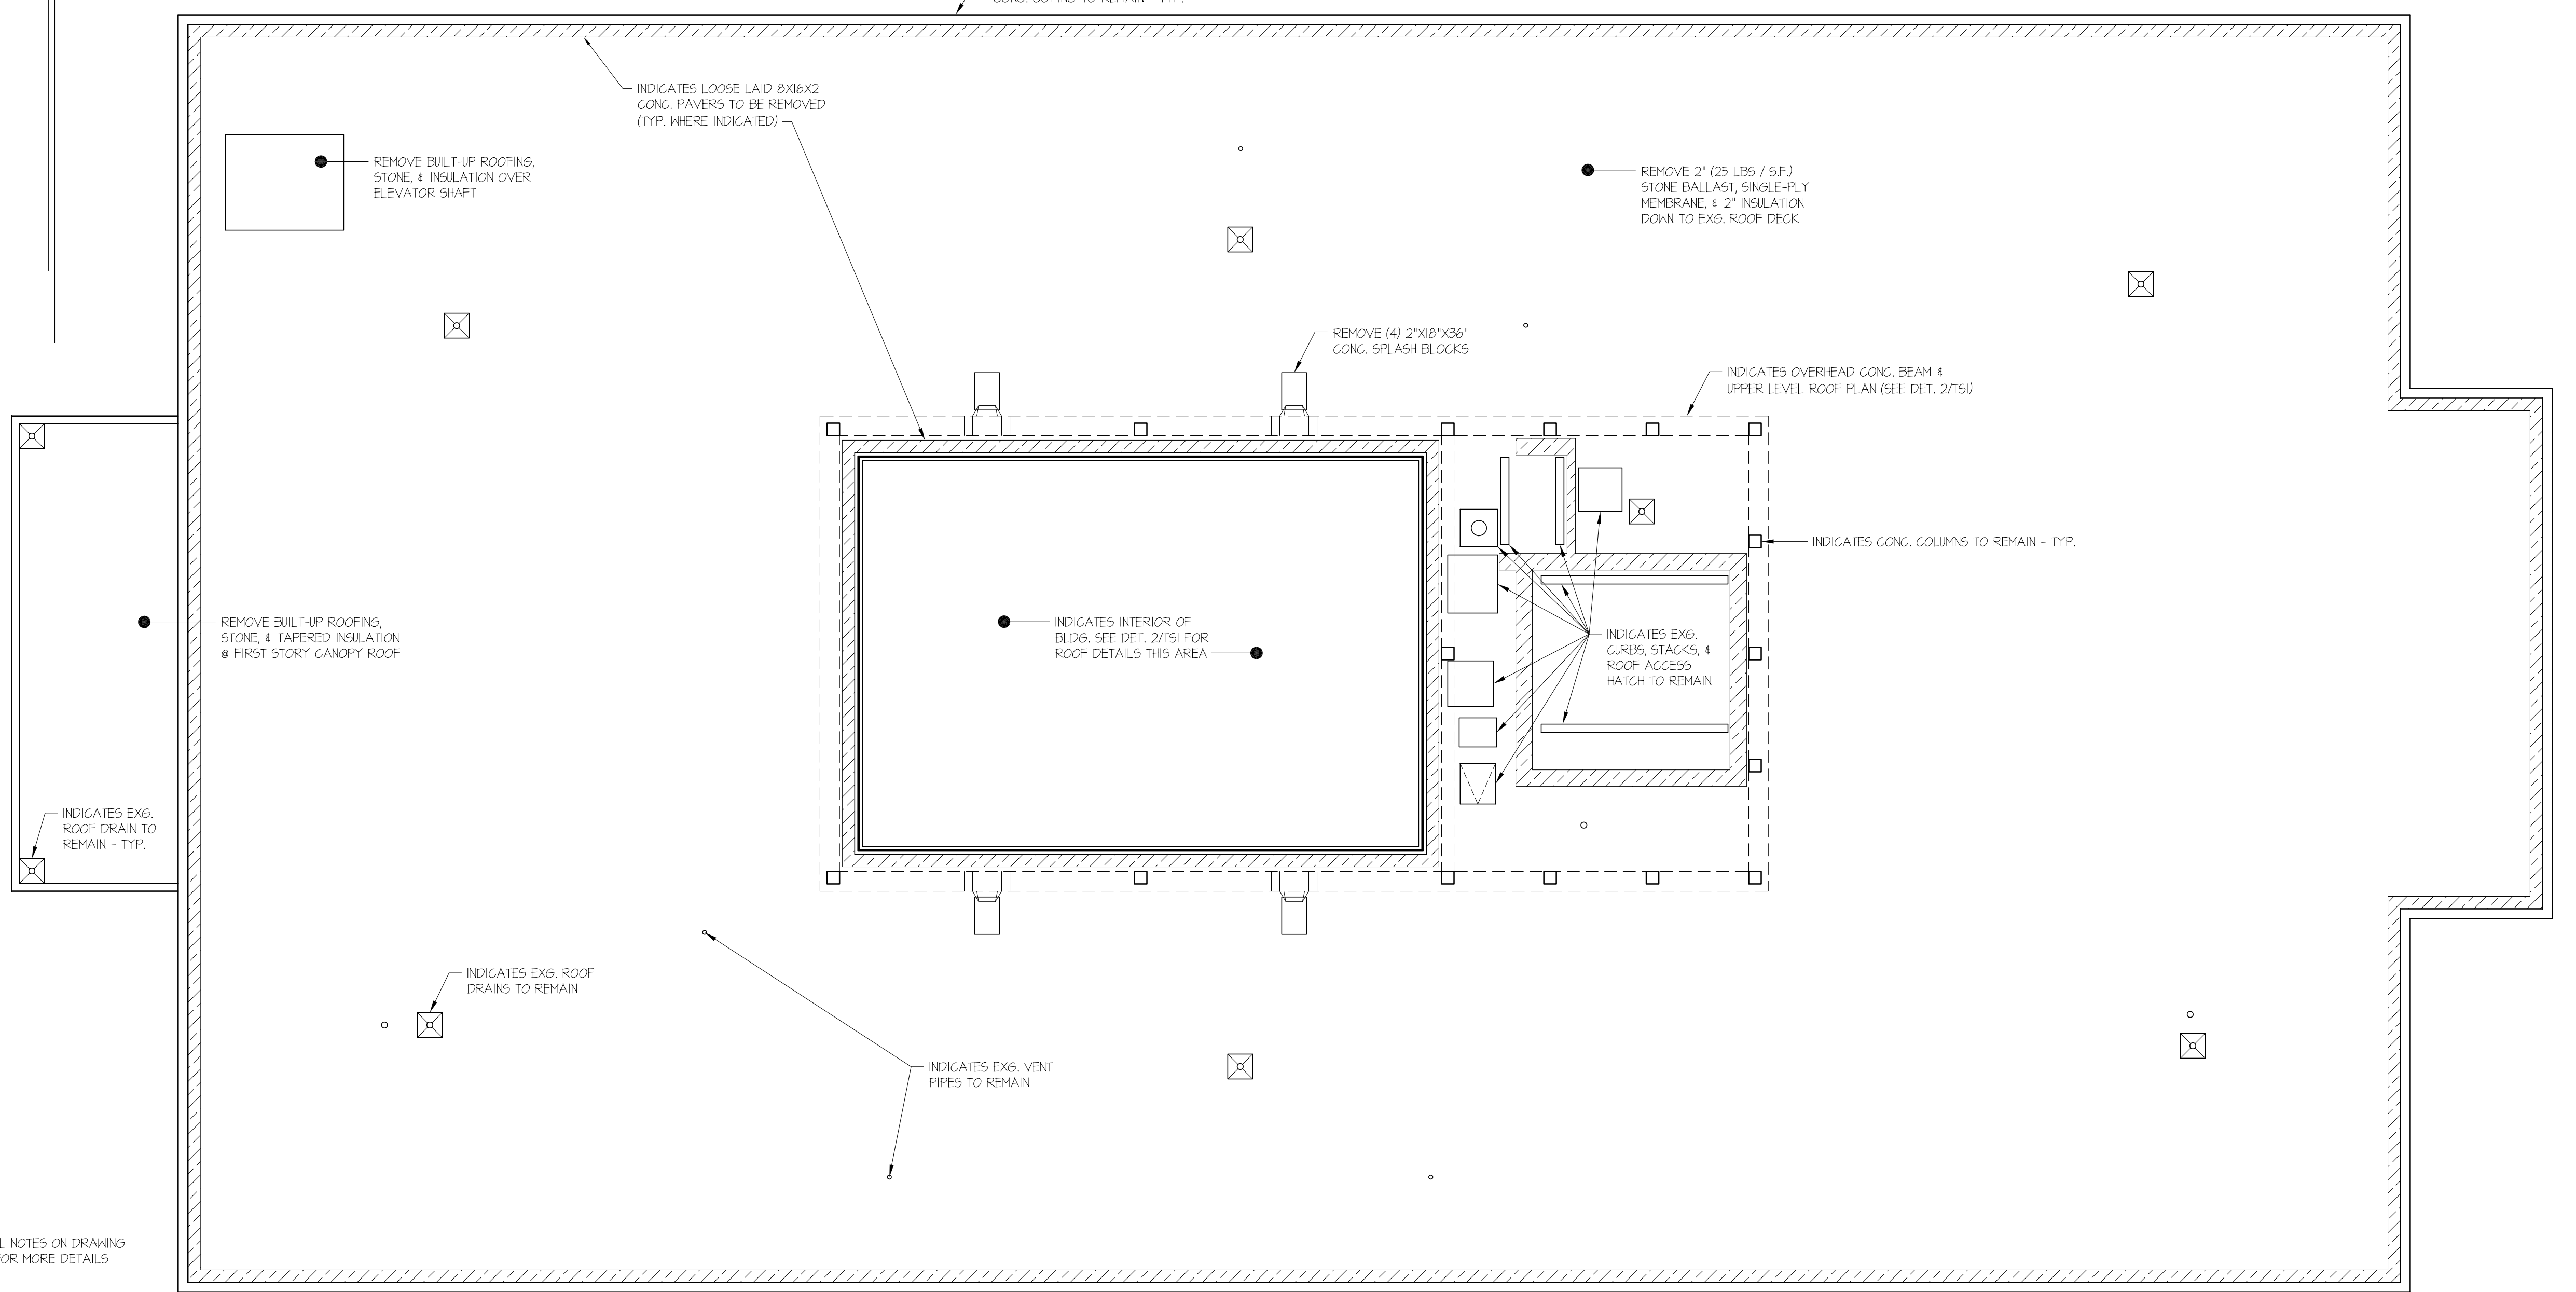 INDICATES LOOSE LAID 8X16X2
CONC. PAVERS TO BE REMOVED
(TYP. WHERE INDICATED)
REMOVE BUILT-UP ROOFING,
STONE, & INSULATION OVER
ELEVATOR SHAFT
REMOVE 2" (25 LBS / S.F.)
STONE BALLAST, SINGLE-PLY
MEMBRANE, & 2" INSULATION
DOWN TO EXG. ROOF DECK
REMOVE (4) 2"X18"X36"
CONC. SPLASH BLOCKS
INDICATES OVERHEAD CONC. BEAM &
UPPER LEVEL ROOF PLAN (SEE DET. 2/TS1)
INDICATES CONC. COLUMNS TO REMAIN - TYP.
REMOVE BUILT-UP ROOFING,
STONE, & TAPERED INSULATION
@ FIRST STORY CANOPY ROOF
INDICATES INTERIOR OF
BLDG. SEE DET. 2/TS1 FOR
ROOF DETAILS THIS AREA
INDICATES EXG.
CURBS, STACKS, &
ROOF ACCESS
HATCH TO REMAIN
INDICATES EXG.
ROOF DRAIN TO
REMAIN - TYP.
INDICATES EXG. ROOF
DRAINS TO REMAIN
INDICATES EXG. VENT
PIPES TO REMAIN
L NOTES ON DRAWING
OR MORE DETAILS